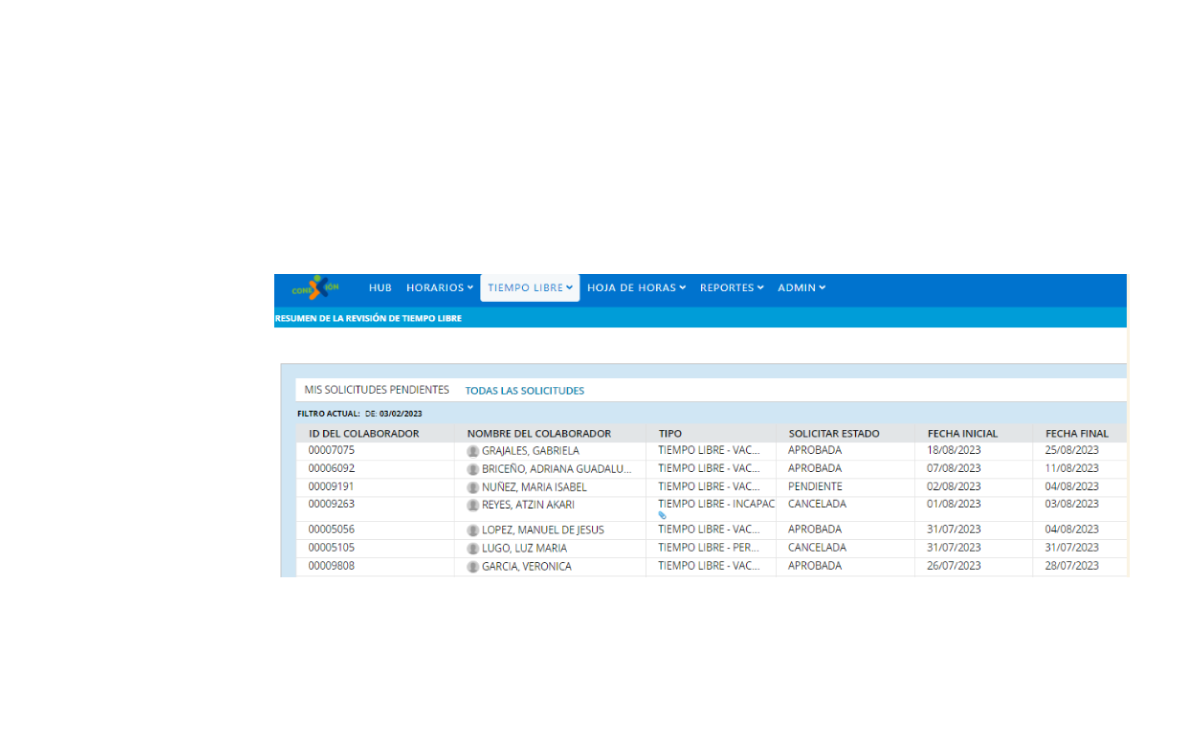 CONEXIÓN HUB HORARIOS TIEMPO LIBRE HOJA DE HORAS REPORTES ADMIN
RESUMEN DE LA REVISIÓN DE TIEMPO LIBRE
MIS SOLICITUDES PENDIENTES TODAS LAS SOLICITUDES
FILTRO ACTUAL: DE: 03/02/2023
ID DEL COLABORADOR NOMBRE DEL COLABORADOR TIPO SOLICITAR ESTADO FECHA INICIAL FECHA FINAL
00007075 GRAJALES, GABRIELA TIEMPO LIBRE - VAC... APROBADA 18/08/2023 25/08/2023
00006092 BRICEÑO, ADRIANA GUADALU... TIEMPO LIBRE - VAC... APROBADA 07/08/2023 11/08/2023
00009191 NUÑEZ, MARIA ISABEL TIEMPO LIBRE - VAC... PENDIENTE 02/08/2023 04/08/2023
00009263 REYES, ATZIN AKARI TIEMPO LIBRE - INCAPAC CANCELADA 01/08/2023 03/08/2023
00005056 LOPEZ, MANUEL DE JESUS TIEMPO LIBRE - VAC... APROBADA 31/07/2023 04/08/2023
00005105 LUGO, LUZ MARIA TIEMPO LIBRE - PER... CANCELADA 31/07/2023 31/07/2023
00009808 GARCIA, VERONICA TIEMPO LIBRE - VAC... APROBADA 26/07/2023 28/07/2023